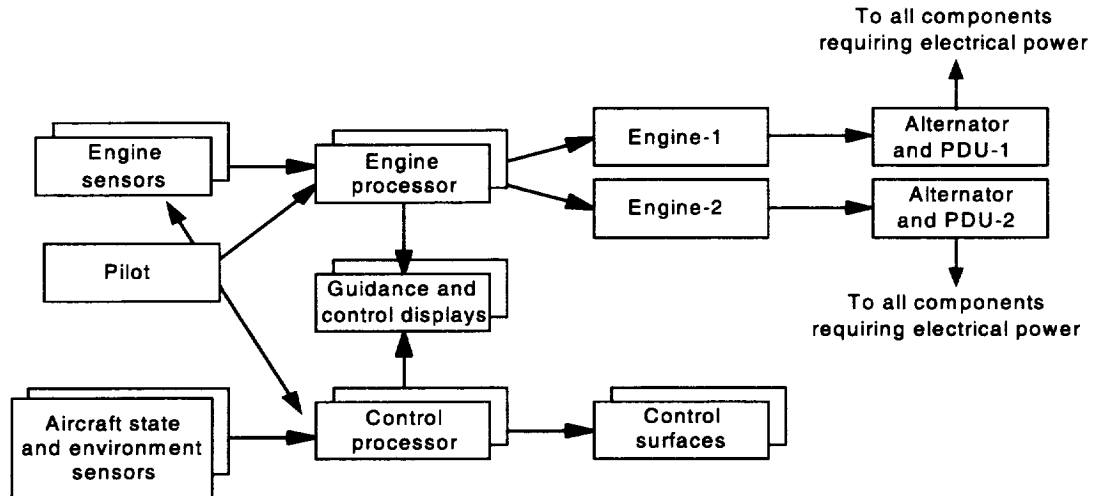 To all components
requiring electrical power
Engine
sensors
Engine
processor
Engine-1
Alternator
and PDU-1
Engine-2
Alternator
and PDU-2
Pilot
Guidance and
control displays
To all components
requiring electrical power
Aircraft state
and environment
sensors
Control
processor
Control
surfaces